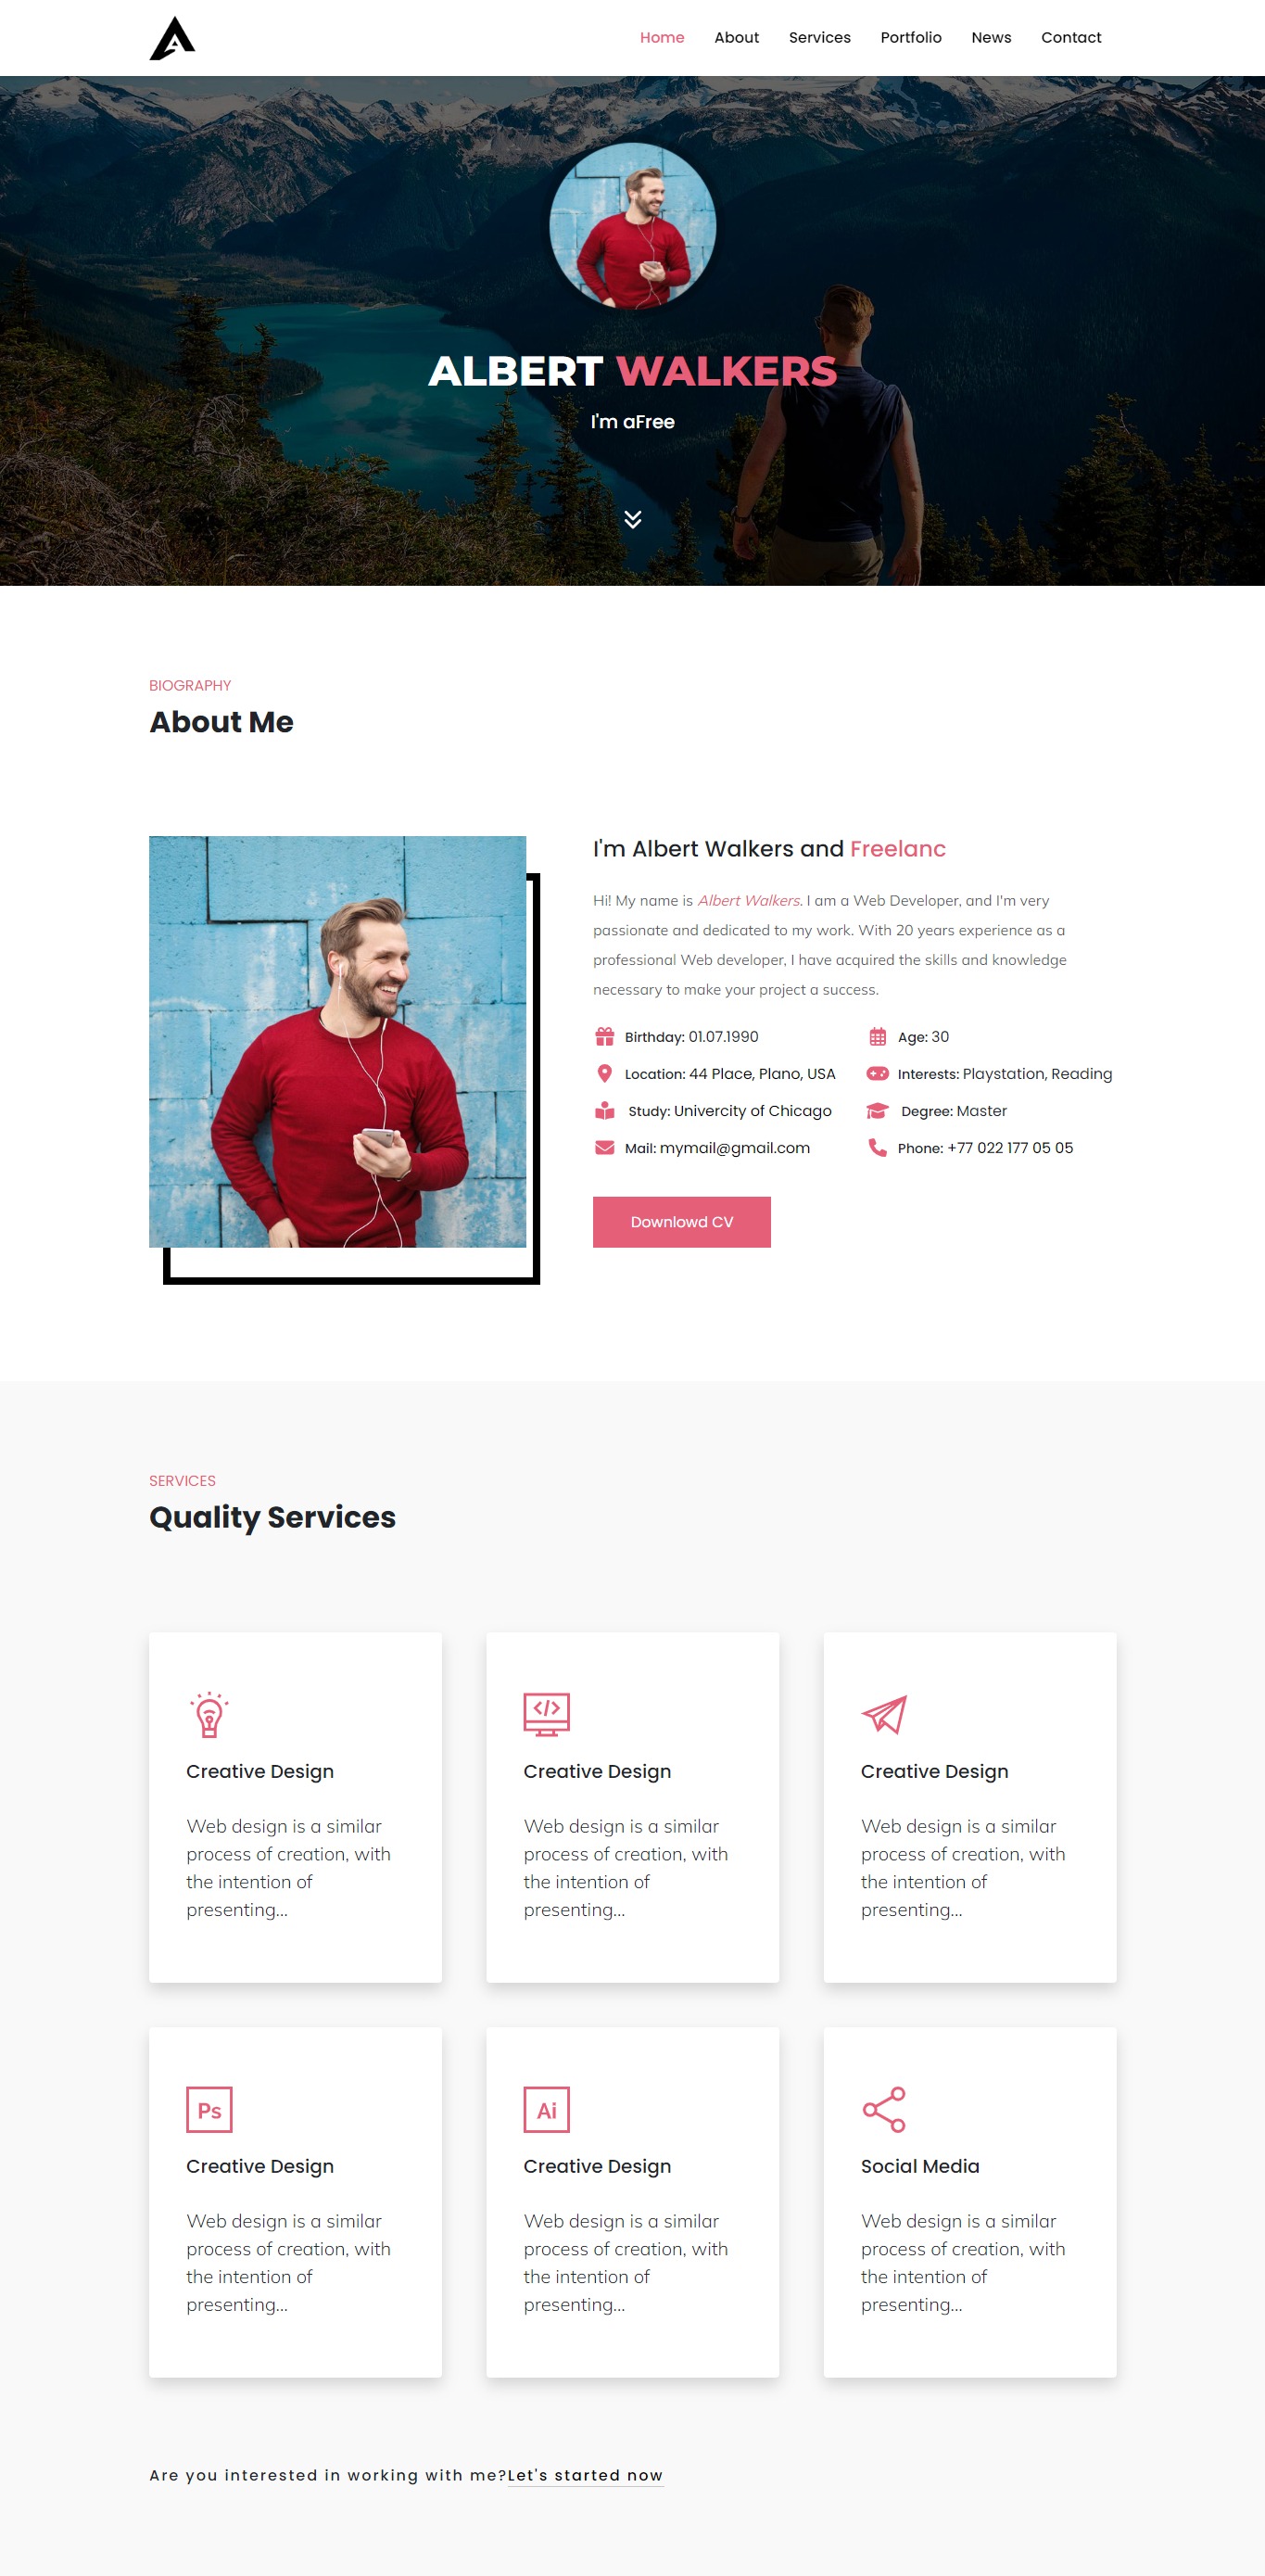 Home About Services Portfolio News Contact
ALBERT WALKERS
I'm aFree
BIOGRAPHY
About Me
I'm Albert Walkers and Freelanc
Hi! My name is Albert Walkers. I am a Web Developer, and I'm very
passionate and dedicated to my work. With 20 years experience as a
professional Web developer, I have acquired the skills and knowledge
necessary to make your project a success.
Birthday: 01.07.1990 Age: 30
Location: 44 Place, Plano, USA Interests: Playstation, Reading
Study: Univercity of Chicago Degree: Master
Mail: mymail@gmail.com Phone: +77 022 177 05 05
Downlowd CV
SERVICES
Quality Services
Creative Design
Web design is a similar
process of creation, with
the intention of
presenting...
Creative Design
Web design is a similar
process of creation, with
the intention of
presenting...
Creative Design
Web design is a similar
process of creation, with
the intention of
presenting...
Ps
Creative Design
Web design is a similar
process of creation, with
the intention of
presenting...
Ai
Creative Design
Web design is a similar
process of creation, with
the intention of
presenting...
Social Media
Web design is a similar
process of creation, with
the intention of
presenting...
Are you interested in working with me?Let's started now